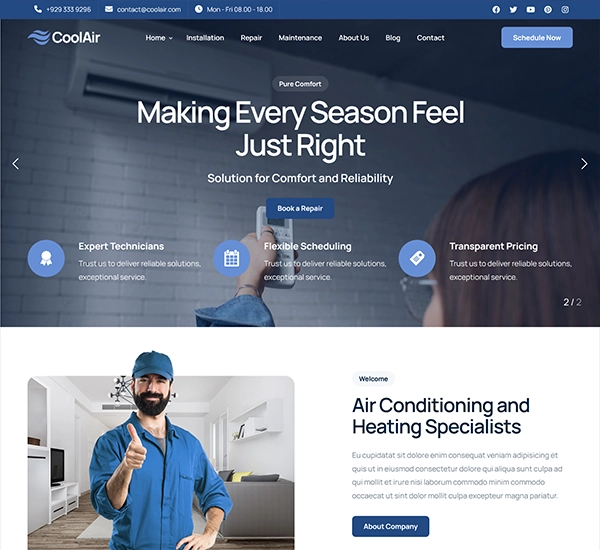 +929 333 9296
contact@coolair.com
Mon - Fri 08.00 - 18.00
CoolAir
Home
Installation
Repair
Maintenance
About Us
Blog
Contact
Schedule Now
Pure Comfort
Making Every Season Feel
Just Right
Solution for Comfort and Reliability
Book a Repair
Expert Technicians
Trust us to deliver reliable solutions,
exceptional service.
Flexible Scheduling
Trust us to deliver reliable solutions,
exceptional service.
Transparent Pricing
Trust us to deliver reliable solutions,
exceptional service.
2 / 2
Welcome
Air Conditioning and
Heating Specialists
Eu cupidatat sit dolore enim consequat veniam adipisicing et
quis ut in eiusmod consectetur dolore qui aliqua sunt culpa ad
qui mollit et irure nisi laborum commodo minim commodo
occaecat ut sint dolor mollit culpa excepteur magna pariatur.
About Company